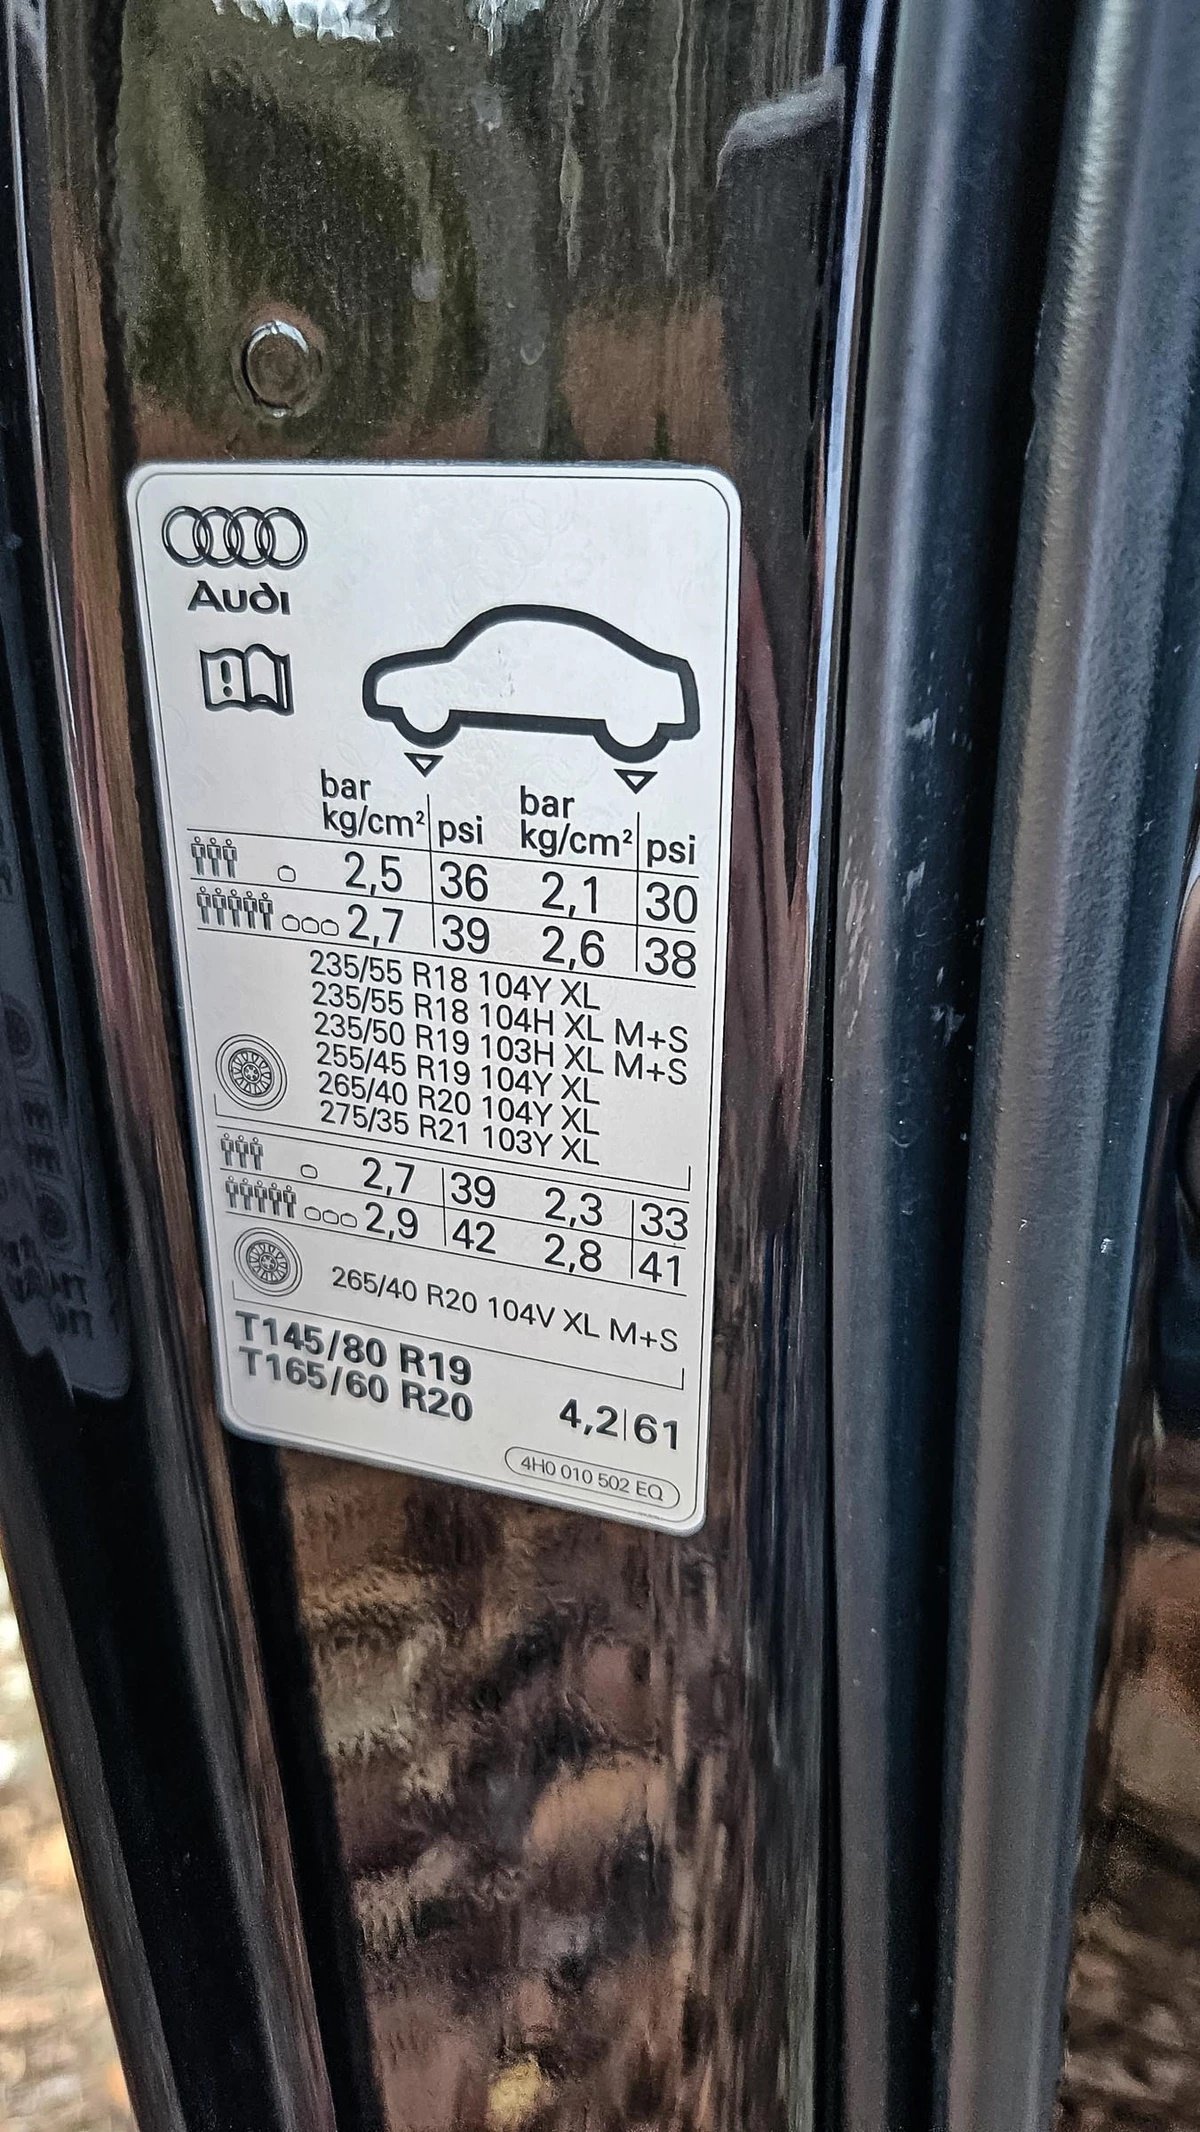 Audi
bar bar
kg/cm² psi kg/cm² psi
2,5 36 2,1 30
2,7 39 2,6 38
235/55 R18 104Y XL
235/55 R18 104H XL M+S
235/50 R19 103H XL M+S
255/45 R19 104Y XL
265/40 R20 104Y XL
275/35 R21 103Y XL
2,7 39 2,3 33
2,9 42 2,8 41
265/40 R20 104V XL M+S
T145/80 R19
T165/60 R20 4,2|61
4H0 010 502 EQ